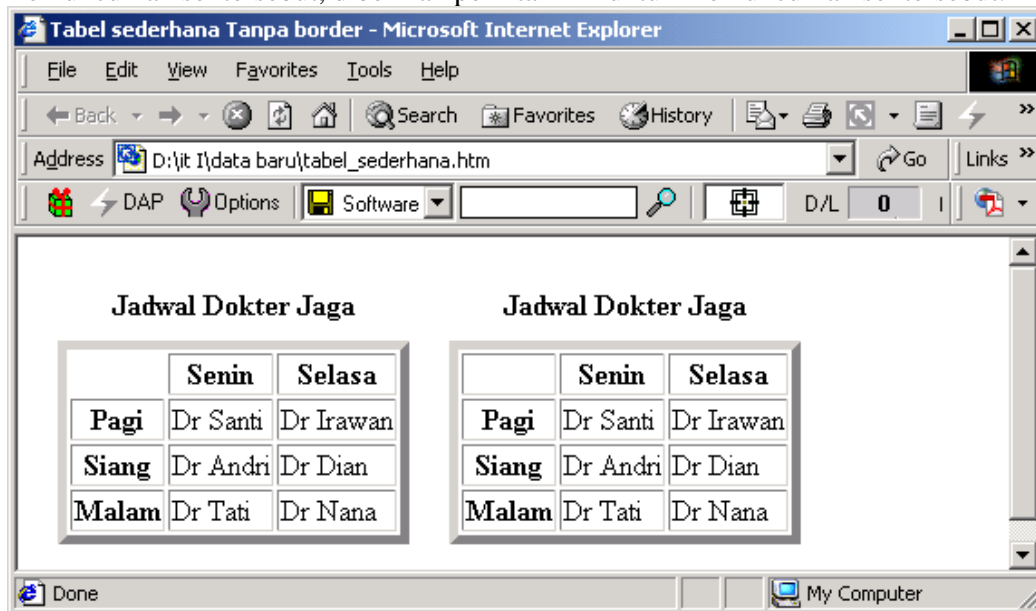 Tabel sederhana Tanpa border - Microsoft Internet Explorer
File Edit View Favorites Tools Help
Back Search Favorites History »
Address D:\it I\data baru\tabel_sederhana.htm Go Links »
DAP Options Software D/L 0
Jadwal Dokter Jaga Jadwal Dokter Jaga
Senin Selasa Senin Selasa
Pagi Dr Santi Dr Irawan Pagi Dr Santi Dr Irawan
Siang Dr Andri Dr Dian Siang Dr Andri Dr Dian
Malam Dr Tati Dr Nana Malam Dr Tati Dr Nana
Done My Computer